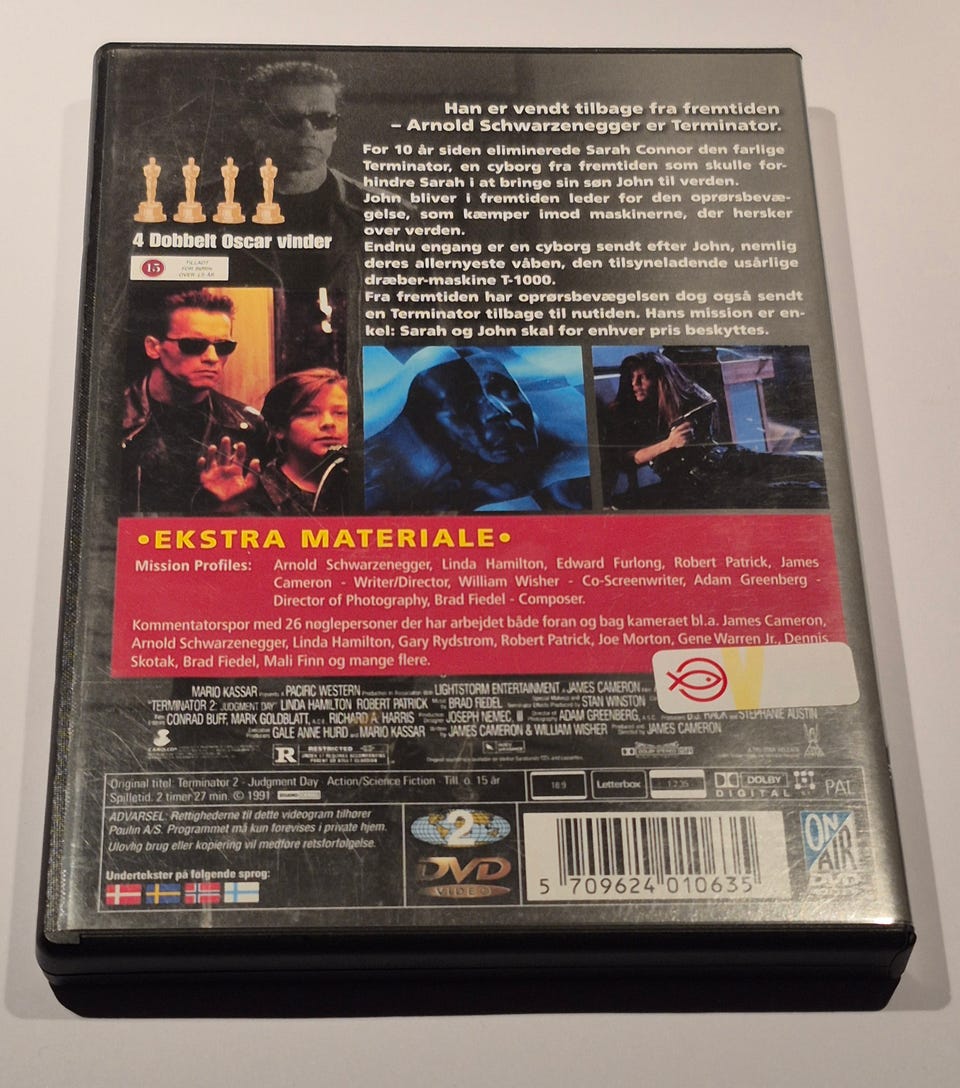 Han er vendt tilbage fra fremtiden
– Arnold Schwarzenegger er Terminator.
For 10 år siden eliminerede Sarah Connor den farlige
Terminator, en cyborg fra fremtiden som skulle for-
hindre Sarah i at bringe sin søn John til verden.
John bliver i fremtiden leder for den oprørsbevæ-
gelse, som kæmper imod maskinerne, der hersker
over verden.
Endnu engang er en cyborg sendt efter John, nemlig
deres allernyeste våben, den tilsyneladende usårlige
dræber-maskine T-1000.
Fra fremtiden har oprørsbevægelsen dog også sendt
en Terminator tilbage til nutiden. Hans mission er en-
kel: Sarah og John skal for enhver pris beskyttes.
4 Dobbelt Oscar vinder
15
TILLADT
FOR BØRN
OVER 15 ÅR
•EKSTRA MATERIALE•
Mission Profiles: Arnold Schwarzenegger, Linda Hamilton, Edward Furlong, Robert Patrick, James
Cameron - Writer/Director, William Wisher - Co-Screenwriter, Adam Greenberg -
Director of Photography, Brad Fiedel - Composer.
Kommentatorspor med 26 nøglepersoner der har arbejdet både foran og bag kameraet bl.a. James Cameron,
Arnold Schwarzenegger, Linda Hamilton, Gary Rydstrom, Robert Patrick, Joe Morton, Gene Warren Jr., Dennis
Skotak, Brad Fiedel, Mali Finn og mange flere.
MARIO KASSAR PACIFIC WESTERN LIGHTSTORM ENTERTAINMENT JAMES CAMERON
"TERMINATOR 2: JUDGMENT DAY" LINDA HAMILTON ROBERT PATRICK BRAD FIEDEL STAN WINSTON
CONRAD BUFF, MARK GOLDBLATT, A.C.E. RICHARD A. HARRIS JOSEPH NEMEC, III ADAM GREENBERG, A.S.C. STEPHANIE AUSTIN
GALE ANNE HURD MARIO KASSAR JAMES CAMERON & WILLIAM WISHER JAMES CAMERON
R RESTRICTED
Original titel: Terminator 2 - Judgment Day - Action/Science Fiction - Till. o. 15 år
Spilletid. 2 timer 27 min. © 1991
16:9
Letterbox
1:2.35
DOLBY
DIGITAL
PAL
ADVARSEL: Rettighederne til dette videogram tilhører
Paulin A/S. Programmet må kun forevises i private hjem.
Ulovlig brug eller kopiering vil medføre retsforfølgelse.
Undertekster på følgende sprog:
2
DVD
VIDEO
5 709624 010635
ON
AIR
DVD